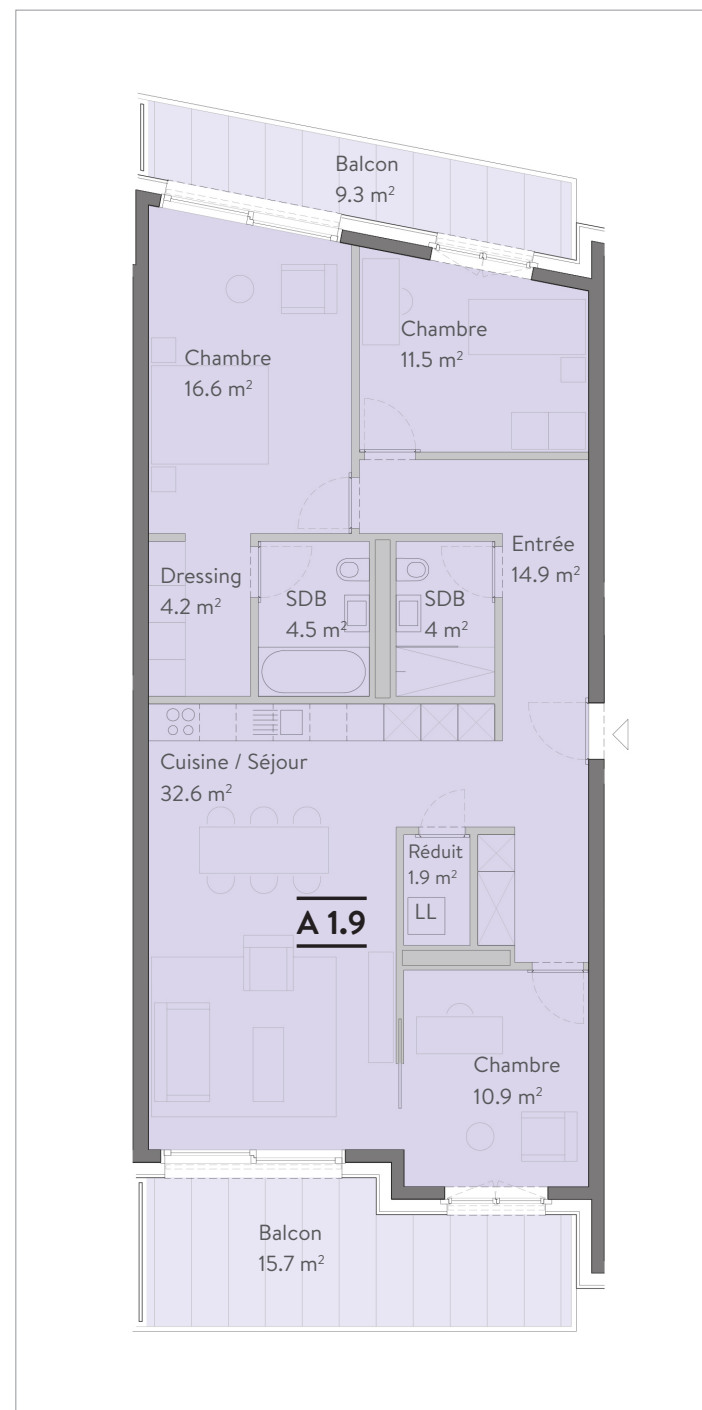 Balcon
9.3 m²
Chambre
11.5 m²
Chambre
16.6 m²
Entrée
14.9 m²
Dressing
4.2 m²
SDB
4.5 m²
SDB
4 m²
Cuisine / Séjour
32.6 m²
Réduit
1.9 m²
LL
A 1.9
Chambre
10.9 m²
Balcon
15.7 m²